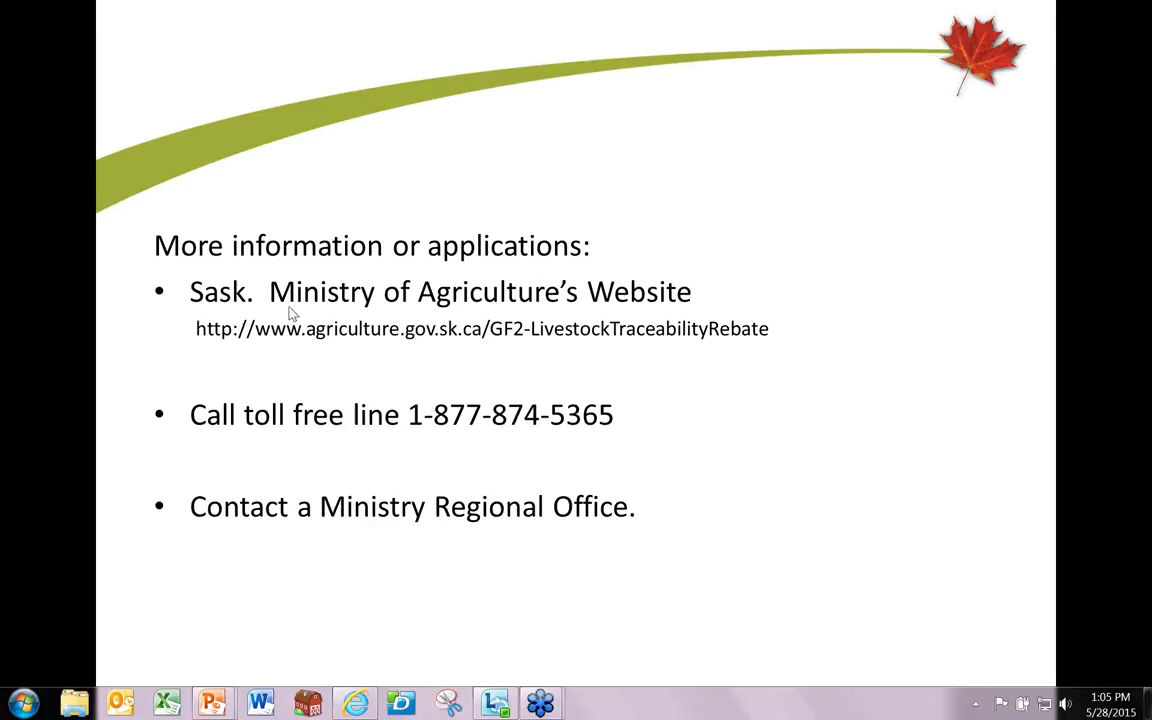 More information or applications:
• Sask.  Ministry of Agriculture's Website
http://www.agriculture.gov.sk.ca/GF2-LivestockTraceabilityRebate
• Call toll free line 1-877-874-5365
• Contact a Ministry Regional Office.
1:05 PM
5/28/2015